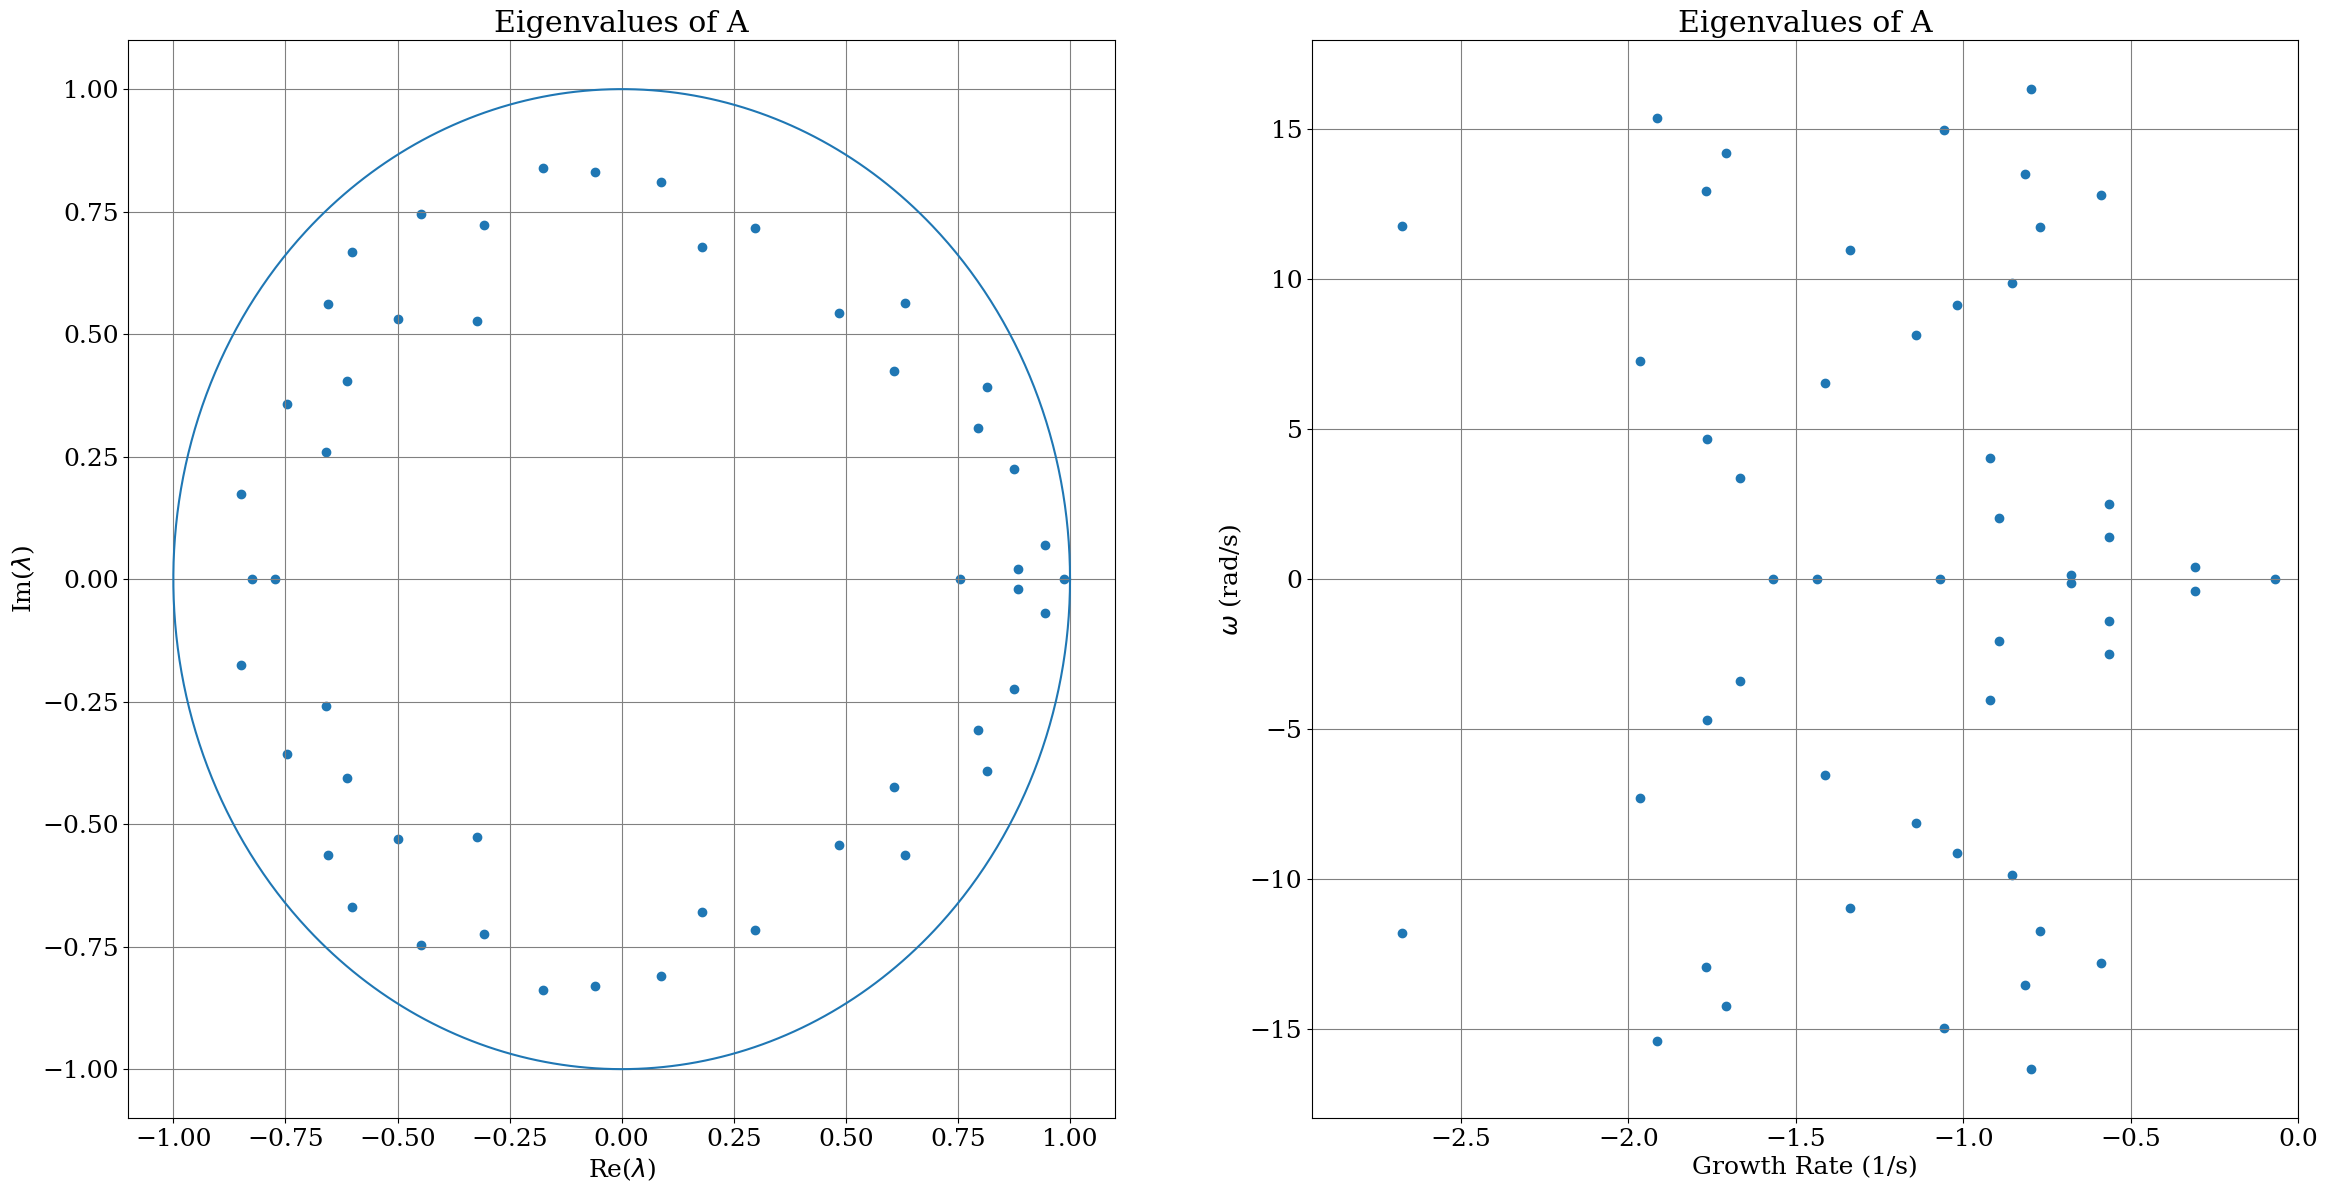 Eigenvalues of A
1.00
0.75
0.50
0.25
0.00
−0.25
−0.50
−0.75
−1.00
Im(λ)
−1.00 −0.75 −0.50 −0.25 0.00 0.25 0.50 0.75 1.00
Re(λ)
Eigenvalues of A
15
10
5
0
−5
−10
−15
ω (rad/s)
−2.5 −2.0 −1.5 −1.0 −0.5 0.0
Growth Rate (1/s)